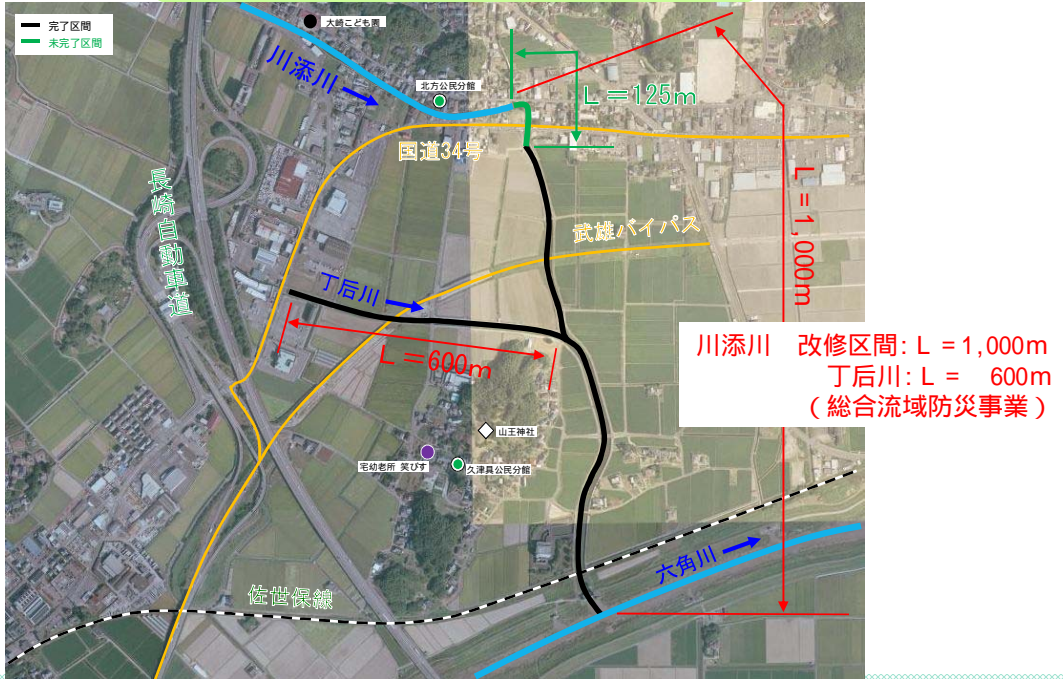 完了区間
未完了区間
大崎こども園
川添川
北方公民分館
L=125m
国道34号
長崎自動車道
武雄バイパス
L=1,000m
丁后川
L=600m
川添川 改修区間: L =1,000m
丁后川: L = 600m
(総合流域防災事業)
山王神社
宅幼老所 笑びす
久津具公民分館
六角川
佐世保線